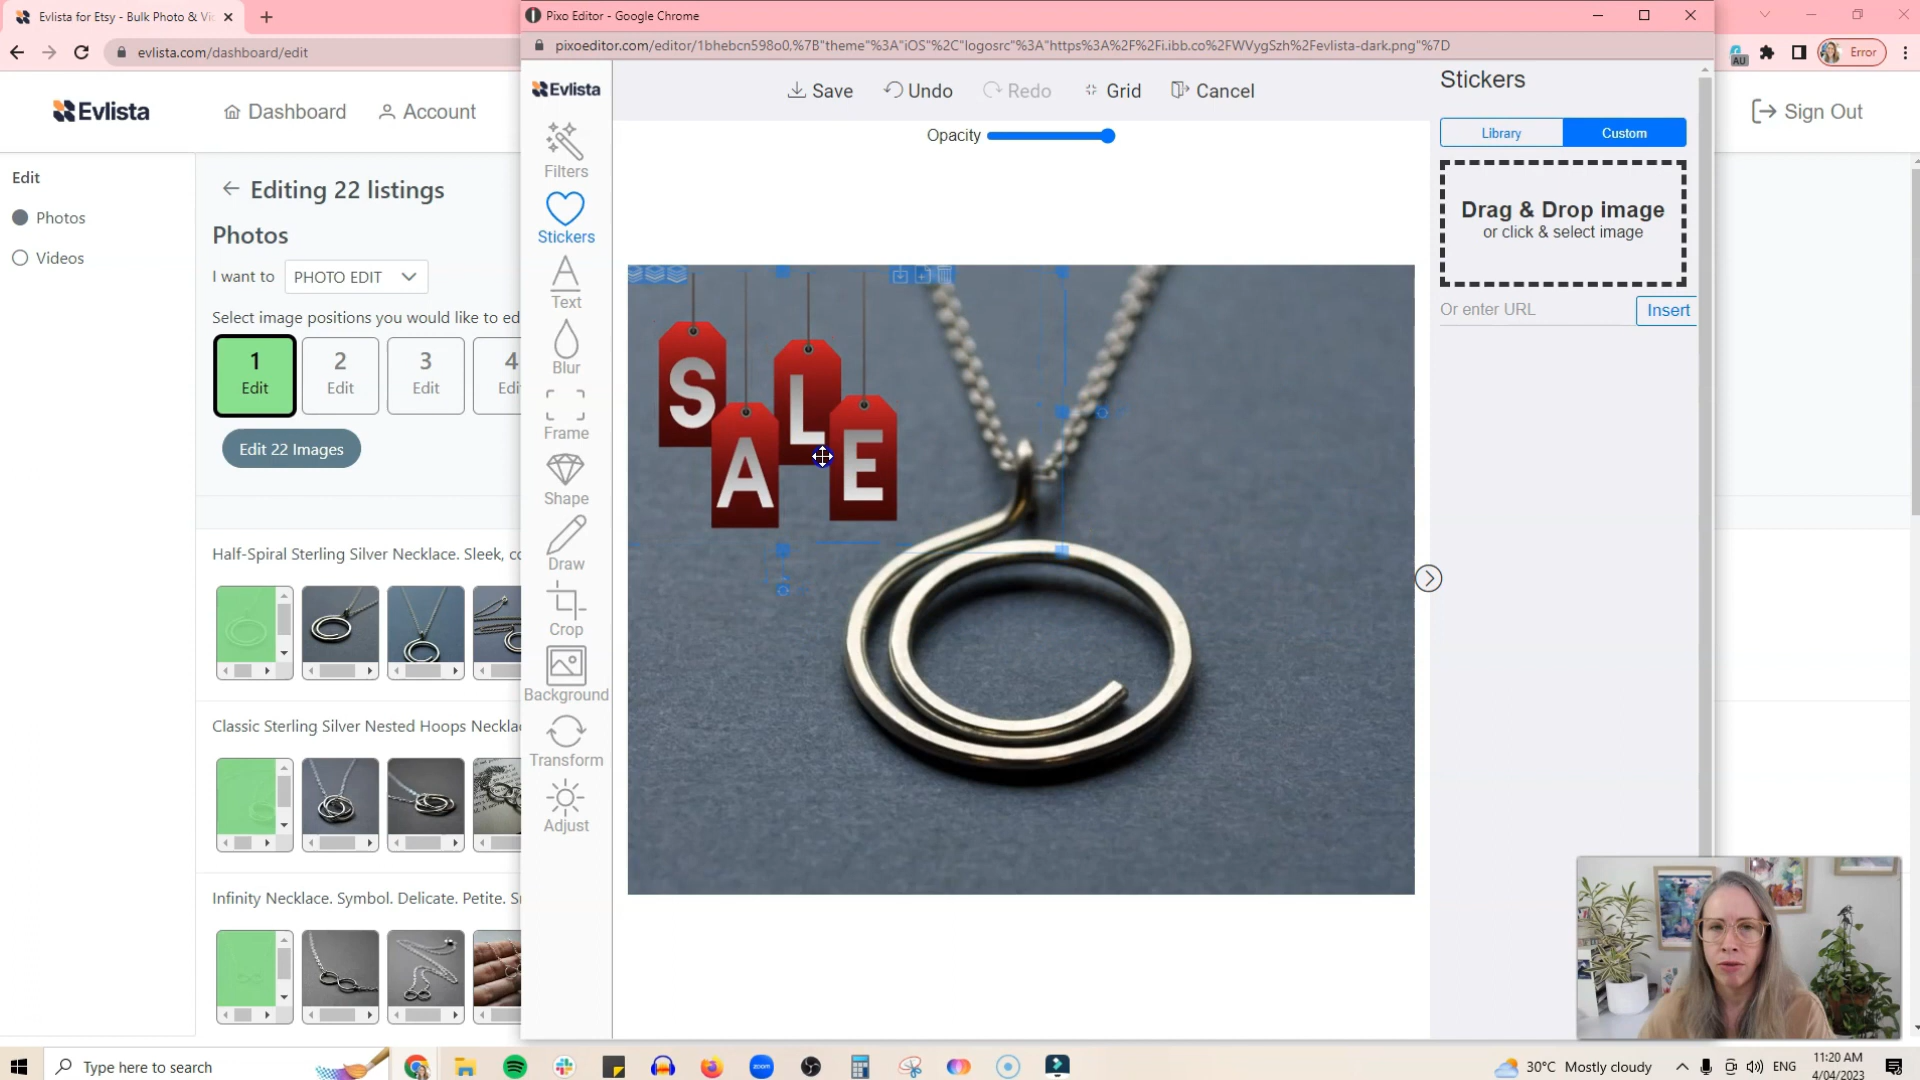 Evlista for Etsy - Bulk Photo & Vi
evlista.com/dashboard/edit
Error
AU
Evlista
Dashboard
Account
Sign Out
Edit
Photos
Videos
Editing 22 listings
Photos
I want to
PHOTO EDIT
Select image positions you would like to ed
1
Edit
2
Edit
3
Edit
4
Edi
Edit 22 Images
Half-Spiral Sterling Silver Necklace. Sleek, co
Classic Sterling Silver Nested Hoops Neckla
Infinity Necklace. Symbol. Delicate. Petite. S
Pixo Editor - Google Chrome
pixoeditor.com/editor/1bhebcn598o0,%7B"theme"%3A"iOS"%2C"logosrc"%3A"https%3A%2F%2Fi.ibb.co%2FWVygSzh%2Fevlista-dark.png"%7D
Evlista
Save
Undo
Redo
Grid
Cancel
Opacity
Filters
Stickers
Text
Blur
Frame
Shape
Draw
Crop
Background
Transform
Adjust
S
A
L
E
Stickers
Library
Custom
Drag & Drop image
or click & select image
Or enter URL
Insert
Type here to search
zoom
30°C Mostly cloudy
ENG
11:20 AM
4/04/2023